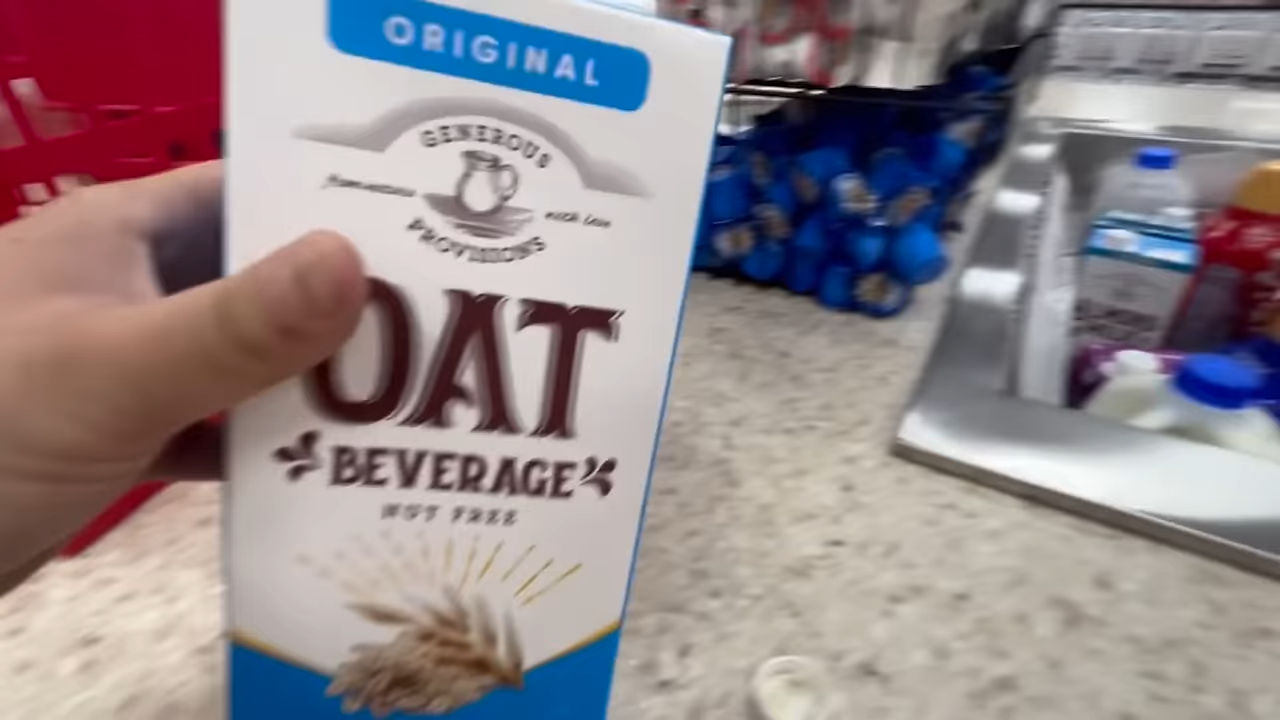 ORIGINAL
GENEROUS
PROVISIONS
OAT
BEVERAGE
NUT FREE